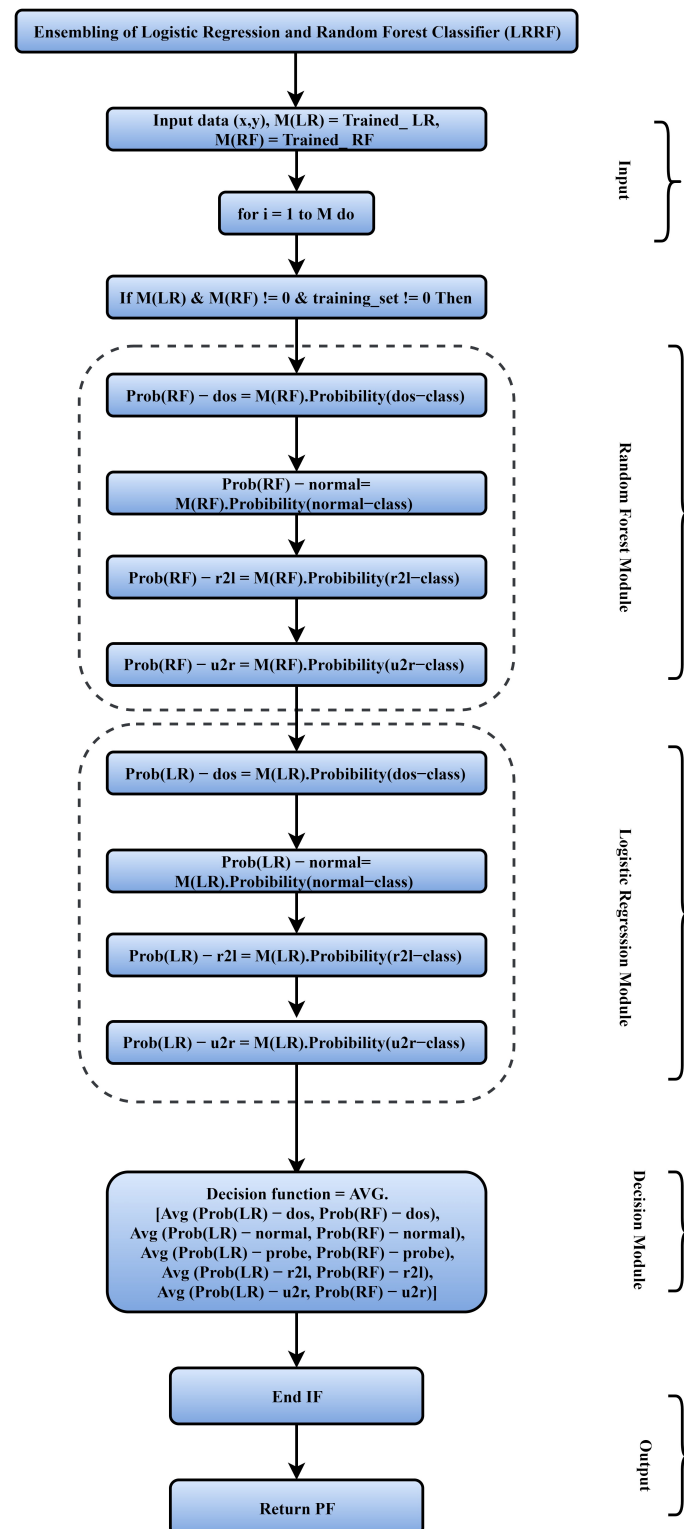 Ensembling of Logistic Regression and Random Forest Classifier (LRRF)
Input data (x,y), M(LR) = Trained_ LR,
M(RF) = Trained_ RF
Input
for i = 1 to M do
If M(LR) & M(RF) != 0 & training_set != 0 Then
Random Forest Module
Prob(RF) − dos = M(RF).Probibility(dos−class)
Prob(RF) − normal=
M(RF).Probibility(normal−class)
Prob(RF) − r2l = M(RF).Probibility(r2l−class)
Prob(RF) − u2r = M(RF).Probibility(u2r−class)
Logistic Regression Module
Prob(LR) − dos = M(LR).Probibility(dos−class)
Prob(LR) − normal=
M(LR).Probibility(normal−class)
Prob(LR) − r2l = M(LR).Probibility(r2l−class)
Prob(LR) − u2r = M(LR).Probibility(u2r−class)
Decision Module
Decision function = AVG.
[Avg (Prob(LR) − dos, Prob(RF) − dos),
Avg (Prob(LR) − normal, Prob(RF) − normal),
Avg (Prob(LR) − probe, Prob(RF) − probe),
Avg (Prob(LR) − r2l, Prob(RF) − r2l),
Avg (Prob(LR) − u2r, Prob(RF) − u2r)]
End IF
Output
Return PF